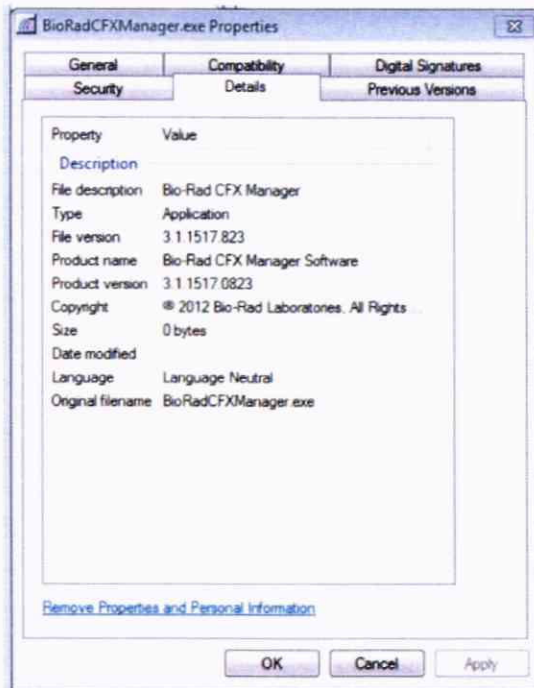 BioRadCFXManager.exe Properties
General Compatibility Digital Signatures
Security Details Previous Versions
Property Value
Description
File description Bio-Rad CFX Manager
Type Application
File version 3.1.1517.823
Product name Bio-Rad CFX Manager Software
Product version 3.1.1517.0823
Copyright © 2012 Bio-Rad Laboratories. All Rights ...
Size 0 bytes
Date modified
Language Language Neutral
Original filename BioRadCFXManager.exe
Remove Properties and Personal Information
OK Cancel Apply